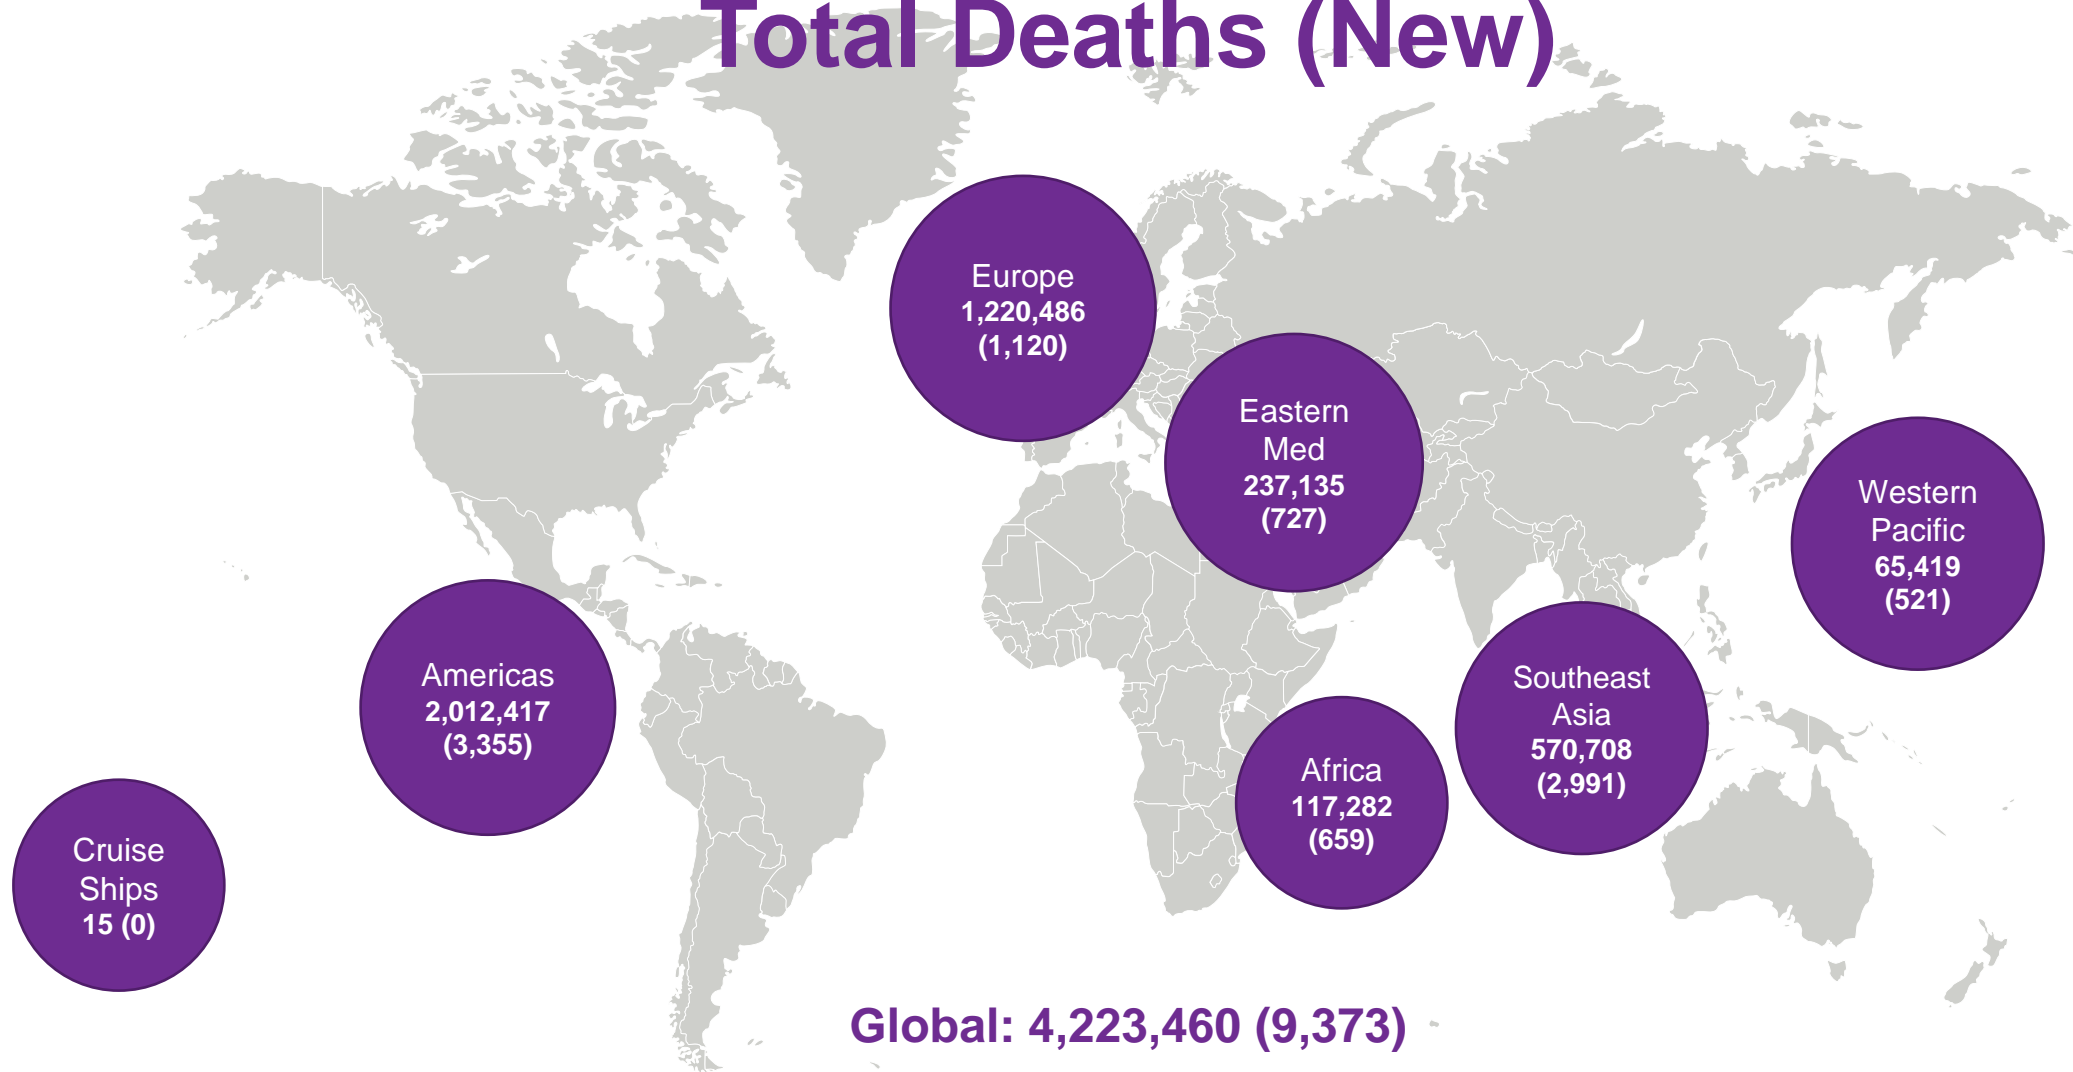 Total Deaths (New)
Europe
1,220,486
(1,120)
Eastern
Med
237,135
(727)
Western
Pacific
65,419
(521)
Americas
2,012,417
(3,355)
Southeast
Asia
570,708
(2,991)
Africa
117,282
(659)
Cruise
Ships
15 (0)
Global: 4,223,460 (9,373)